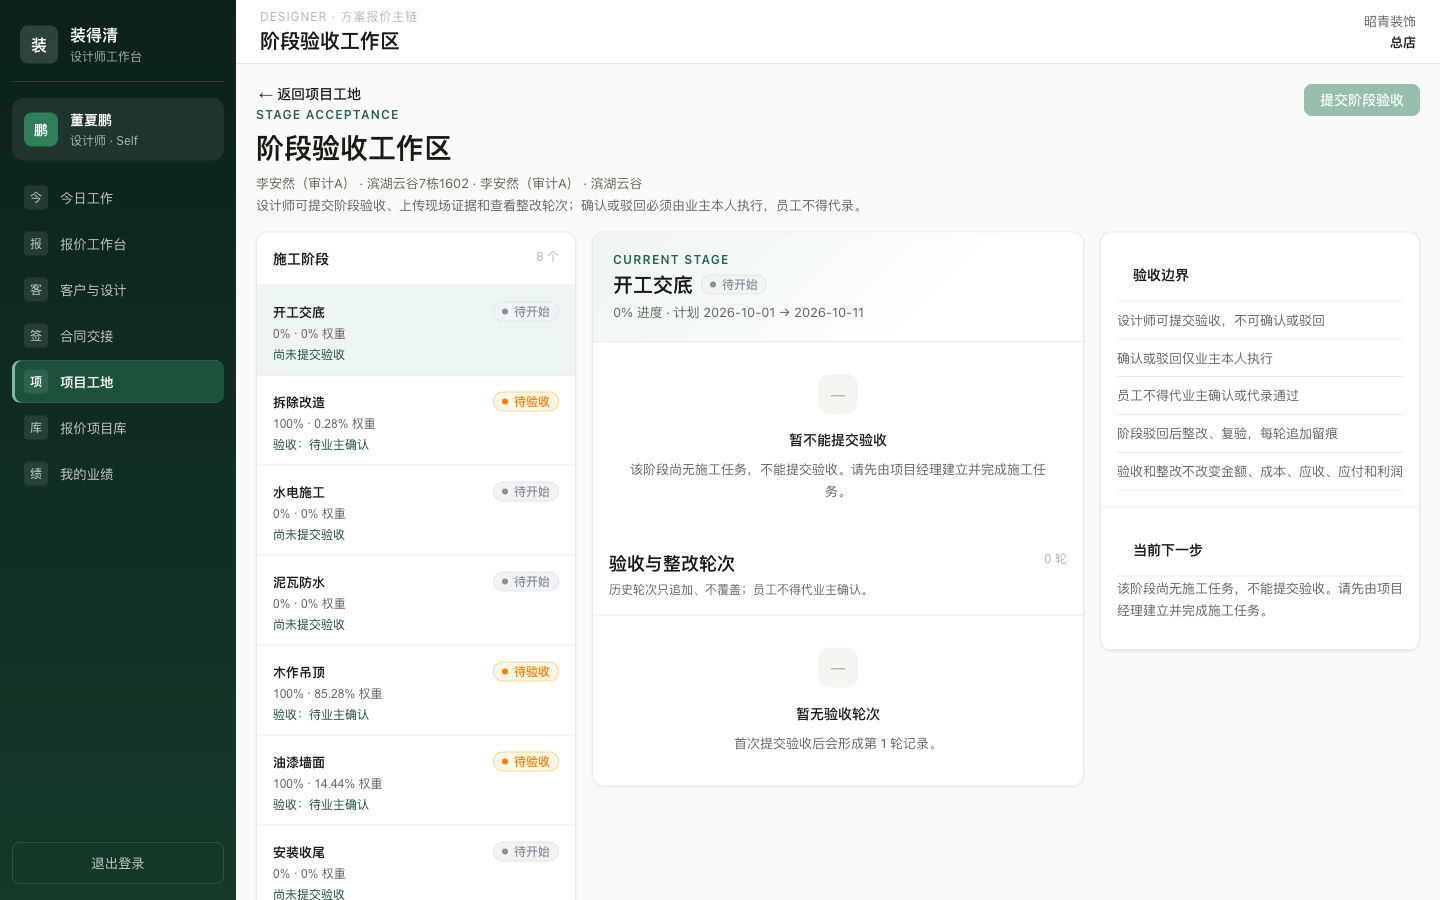 装
装得清
设计师工作台
鹏
董夏鹏
设计师 · Self
今
今日工作
报
报价工作台
客
客户与设计
签
合同交接
项
项目工地
库
报价项目库
绩
我的业绩
退出登录
DESIGNER · 方案报价主链
阶段验收工作区
昭青装饰
总店
← 返回项目工地
STAGE ACCEPTANCE
阶段验收工作区
李安然（审计A） · 滨湖云谷7栋1602 · 李安然（审计A） · 滨湖云谷
设计师可提交阶段验收、上传现场证据和查看整改轮次；确认或驳回必须由业主本人执行，员工不得代录。
提交阶段验收
施工阶段
8 个
开工交底
待开始
0% · 0% 权重
尚未提交验收
拆除改造
待验收
100% · 0.28% 权重
验收：待业主确认
水电施工
待开始
0% · 0% 权重
尚未提交验收
泥瓦防水
待开始
0% · 0% 权重
尚未提交验收
木作吊顶
待验收
100% · 85.28% 权重
验收：待业主确认
油漆墙面
待验收
100% · 14.44% 权重
验收：待业主确认
安装收尾
待开始
0% · 0% 权重
尚未提交验收
CURRENT STAGE
开工交底
待开始
0% 进度 · 计划 2026-10-01 → 2026-10-11
—
暂不能提交验收
该阶段尚无施工任务，不能提交验收。请先由项目经理建立并完成施工任
务。
验收与整改轮次
0 轮
历史轮次只追加、不覆盖；员工不得代业主确认。
—
暂无验收轮次
首次提交验收后会形成第 1 轮记录。
验收边界
设计师可提交验收，不可确认或驳回
确认或驳回仅业主本人执行
员工不得代业主确认或代录通过
阶段驳回后整改、复验，每轮追加留痕
验收和整改不改变金额、成本、应收、应付和利润
当前下一步
该阶段尚无施工任务，不能提交验收。请先由项目
经理建立并完成施工任务。